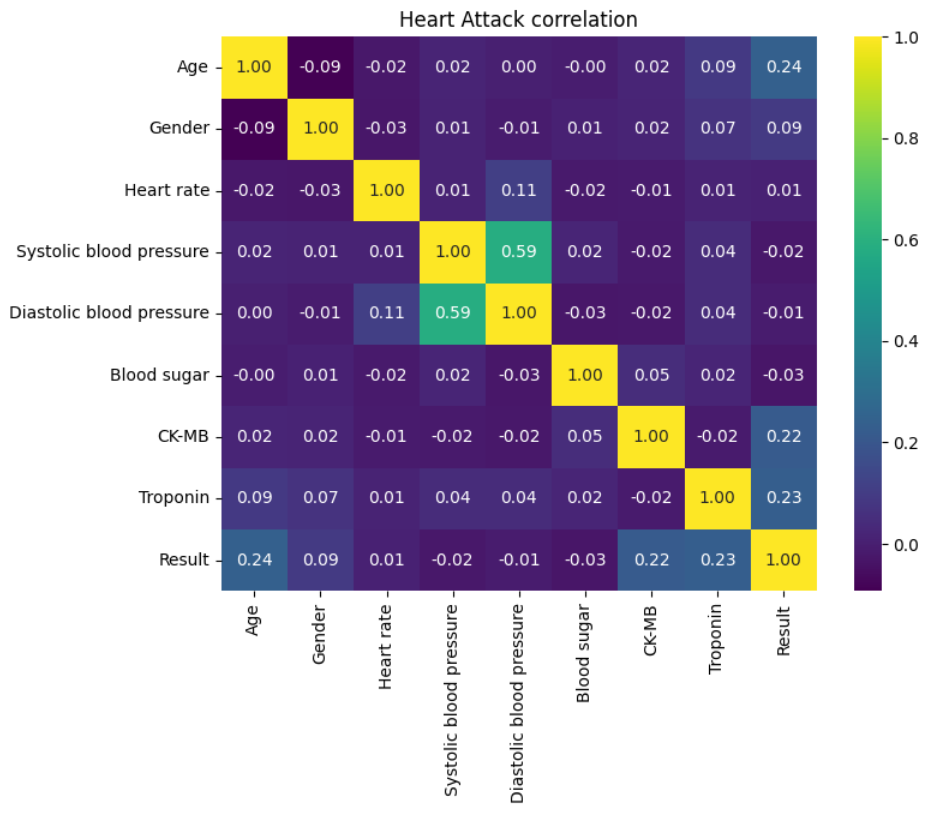 Heart Attack correlation
Age 1.00 -0.09 -0.02 0.02 0.00 -0.00 0.02 0.09 0.24
Gender -0.09 1.00 -0.03 0.01 -0.01 0.01 0.02 0.07 0.09
Heart rate -0.02 -0.03 1.00 0.01 0.11 -0.02 -0.01 0.01 0.01
Systolic blood pressure 0.02 0.01 0.01 1.00 0.59 0.02 -0.02 0.04 -0.02
Diastolic blood pressure 0.00 -0.01 0.11 0.59 1.00 -0.03 -0.02 0.04 -0.01
Blood sugar -0.00 0.01 -0.02 0.02 -0.03 1.00 0.05 0.02 -0.03
CK-MB 0.02 0.02 -0.01 -0.02 -0.02 0.05 1.00 -0.02 0.22
Troponin 0.09 0.07 0.01 0.04 0.04 0.02 -0.02 1.00 0.23
Result 0.24 0.09 0.01 -0.02 -0.01 -0.03 0.22 0.23 1.00
Age
Gender
Heart rate
Systolic blood pressure
Diastolic blood pressure
Blood sugar
CK-MB
Troponin
Result
1.0
0.8
0.6
0.4
0.2
0.0